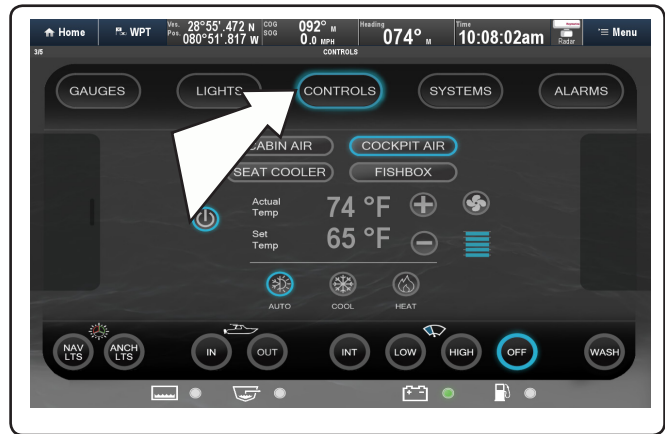 Home
WPT
Ves. Pos. 28°55'.472 N 080°51'.817 W
COG SOG 092° M 0.0 MPH
Heading 074° M
Time 10:08:02am
Radar
Menu
3/5
CONTROLS
GAUGES LIGHT CONTROLS SYSTEMS ALARMS
CABIN AIR COCKPIT AIR
SEAT COOLER FISHBOX
Actual Temp 74 °F
Set Temp 65 °F
AUTO COOL HEAT
NAV LTS ANCH LTS IN OUT INT LOW HIGH OFF WASH